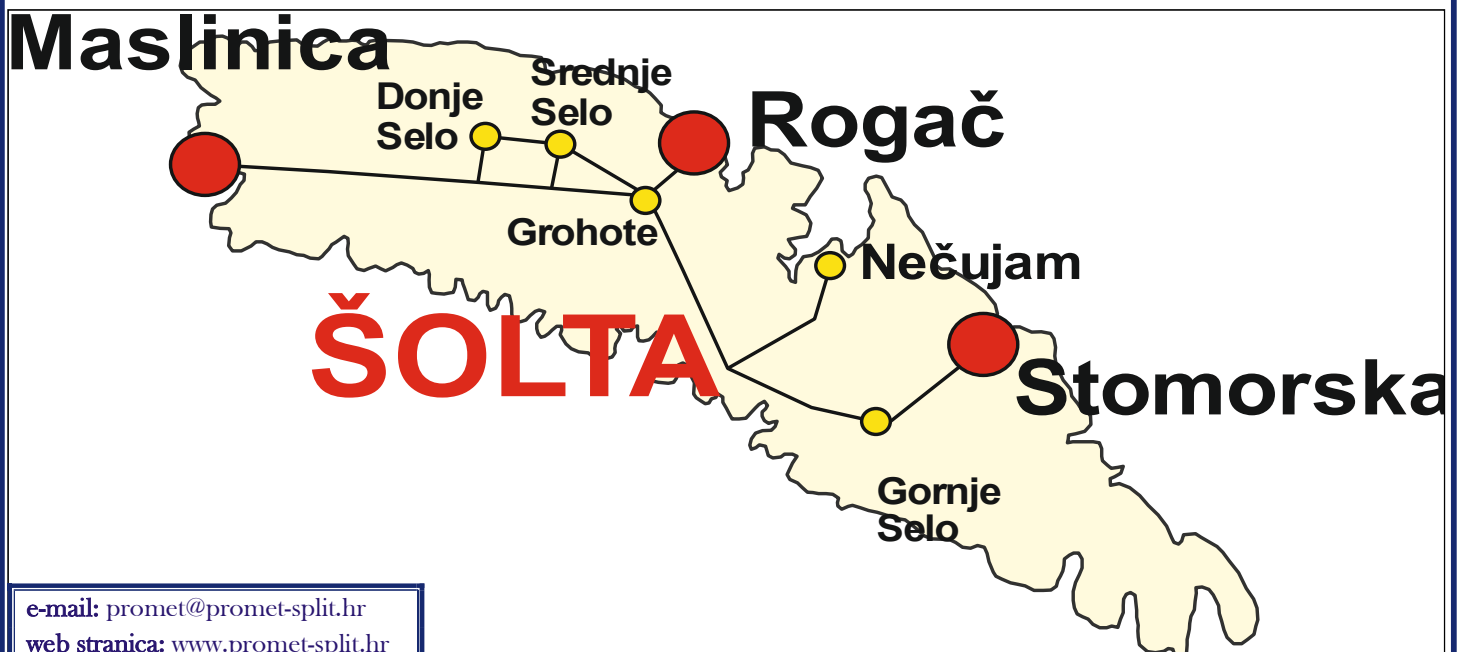 Maslinica
Donje
Selo
Srednje
Selo
Rogač
Grohote
Nečujam
ŠOLTA
Stomorska
Gornje
Selo
e-mail: promet@promet-split.hr
web stranica: www.promet-split.hr